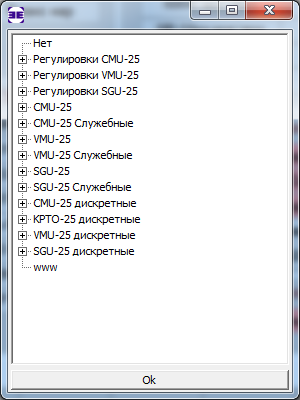 Нет
Регулировки CMU-25
Регулировки VMU-25
Регулировки SGU-25
CMU-25
CMU-25 Служебные
VMU-25
VMU-25 Служебные
SGU-25
SGU-25 Служебные
CMU-25 дискретные
КРТО-25 дискретные
VMU-25 дискретные
SGU-25 дискретные
www
Ok